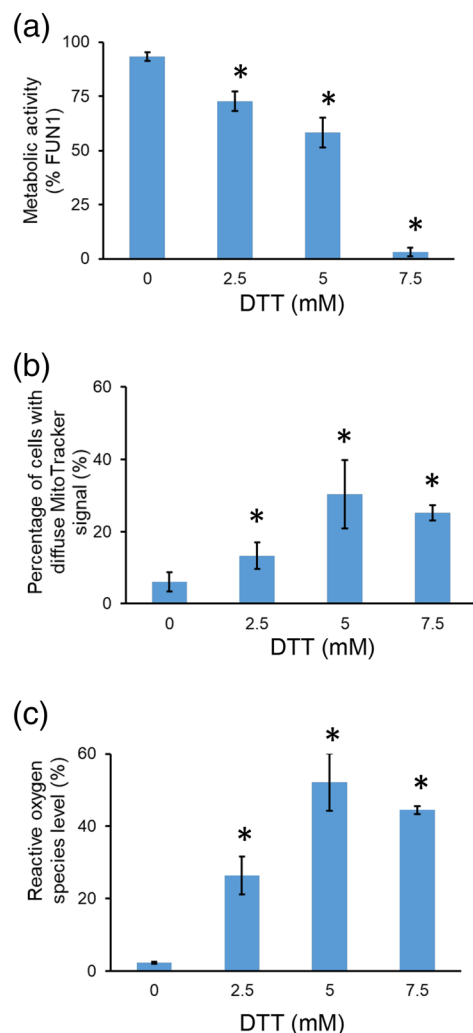 (a)
Metabolic activity
(% FUN1)
100
75
50
25
0
* * *
0 2.5 5 7.5
DTT (mM)
(b)
Percentage of cells with
diffuse MitoTracker
signal (%)
60
40
20
0
* * *
0 2.5 5 7.5
DTT (mM)
(c)
Reactive oxygen
species level (%)
60
40
20
0
* * *
0 2.5 5 7.5
DTT (mM)